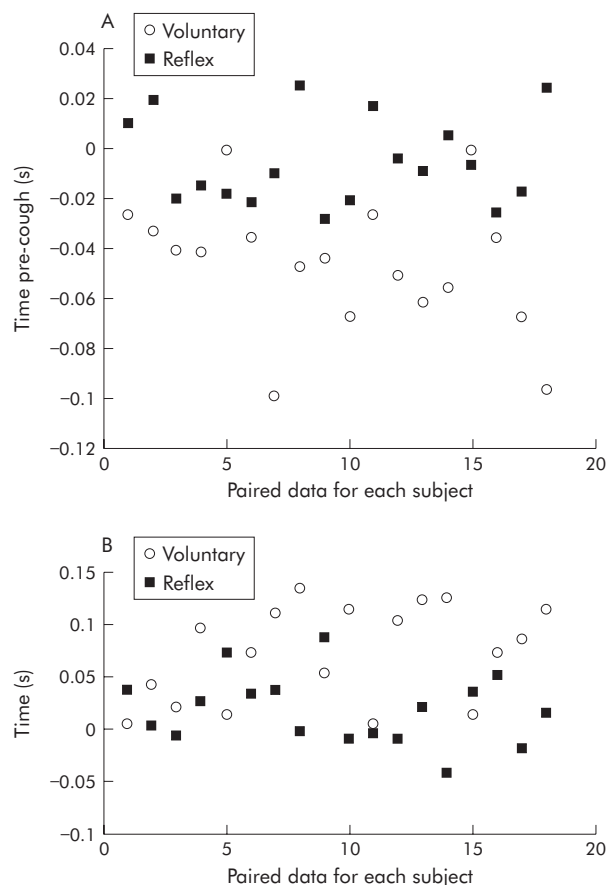 A
Voluntary
Reflex
0.04
0.02
0
−0.02
−0.04
−0.06
−0.08
−0.1
−0.12
Time pre-cough (s)
0 5 10 15 20
Paired data for each subject
B
Voluntary
Reflex
0.15
0.1
0.05
0
−0.05
−0.1
Time (s)
0 5 10 15 20
Paired data for each subject